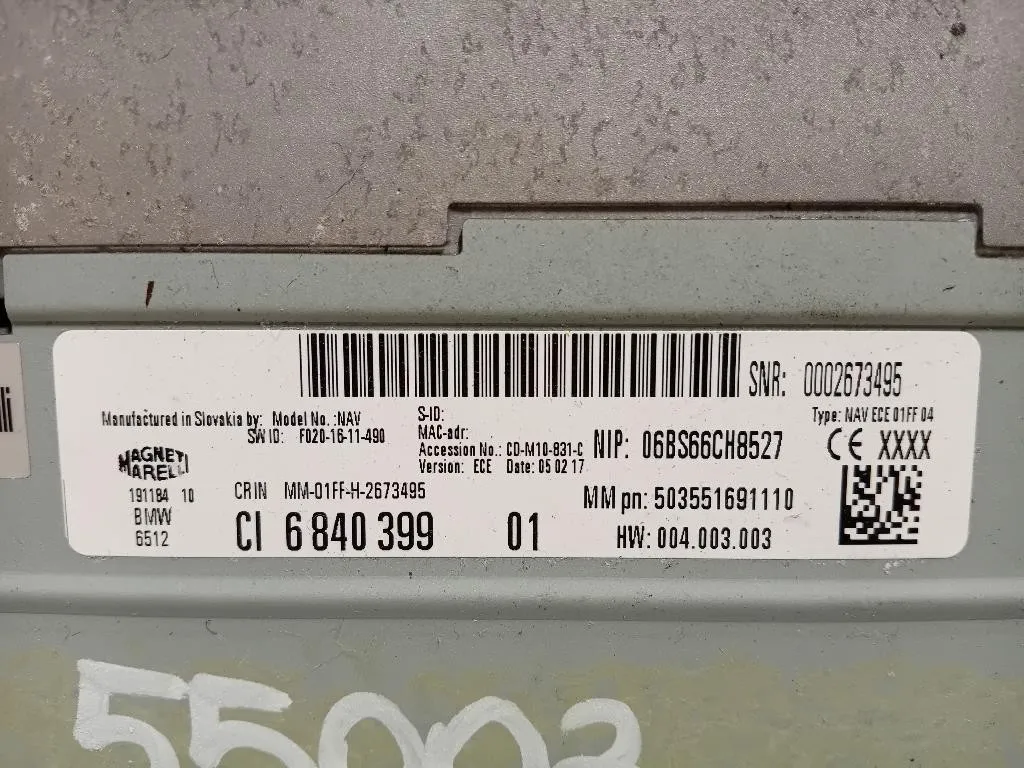 SNR: 0002673495
Manufactured in Slovakia by: Model No.:NAV
SW ID: F020-16-11-490
S-ID:
MAC-adr:
Accession No.: CD-M10-831-C
Version: ECE Date: 05 02 17
NIP: 06BS66CH8527
Type: NAV ECE 01FF 04
CE XXXX
MAGNETI
MARELLI
191184 10
BMW
6512
CRIN MM-01FF-H-2673495
CI 6 840 399 01
MM pn: 503551691110
HW: 004.003.003
55003